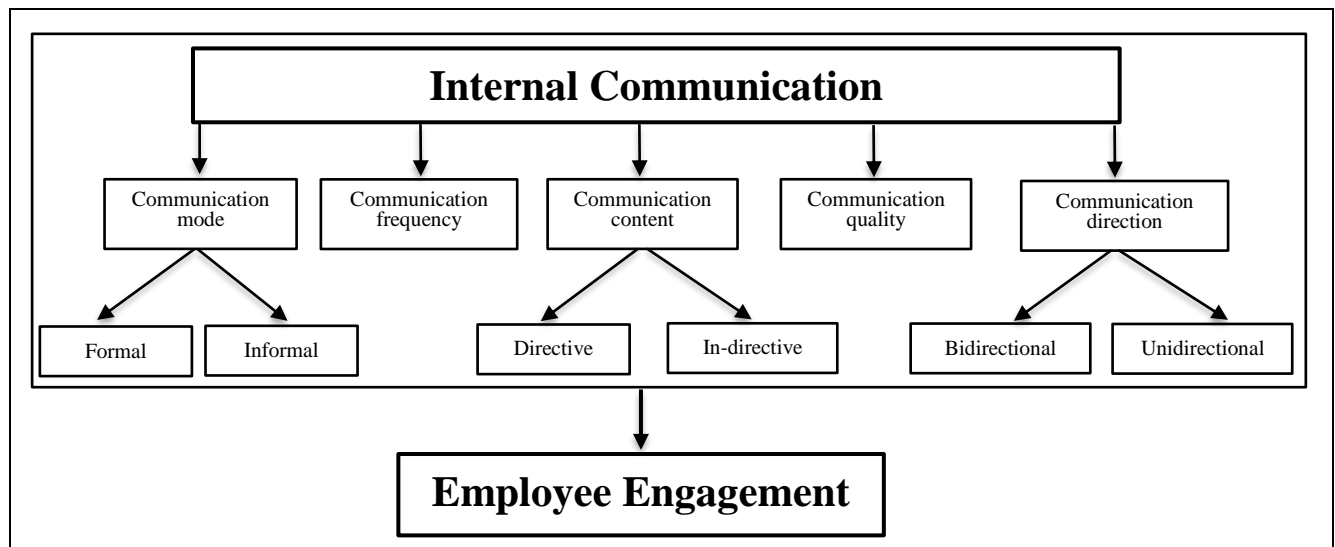 Internal Communication
Communication
mode
Communication
frequency
Communication
content
Communication
quality
Communication
direction
Formal
Informal
Directive
In-directive
Bidirectional
Unidirectional
Employee Engagement